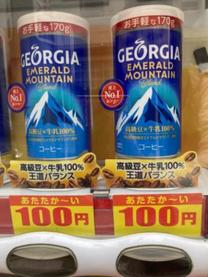 お手軽な170g
GEORGIA
EMERALD
MOUNTAIN
Blend
No.1
高級豆×牛乳100%
コーヒー
高級豆×牛乳100%
王道バランス
あたたか～い
100円
お手軽な170g
GEORGIA
EMERALD
MOUNTAIN
Blend
No.1
高級豆×牛乳100%
コーヒー
高級豆×牛乳100%
王道バランス
あたたか～い
100円